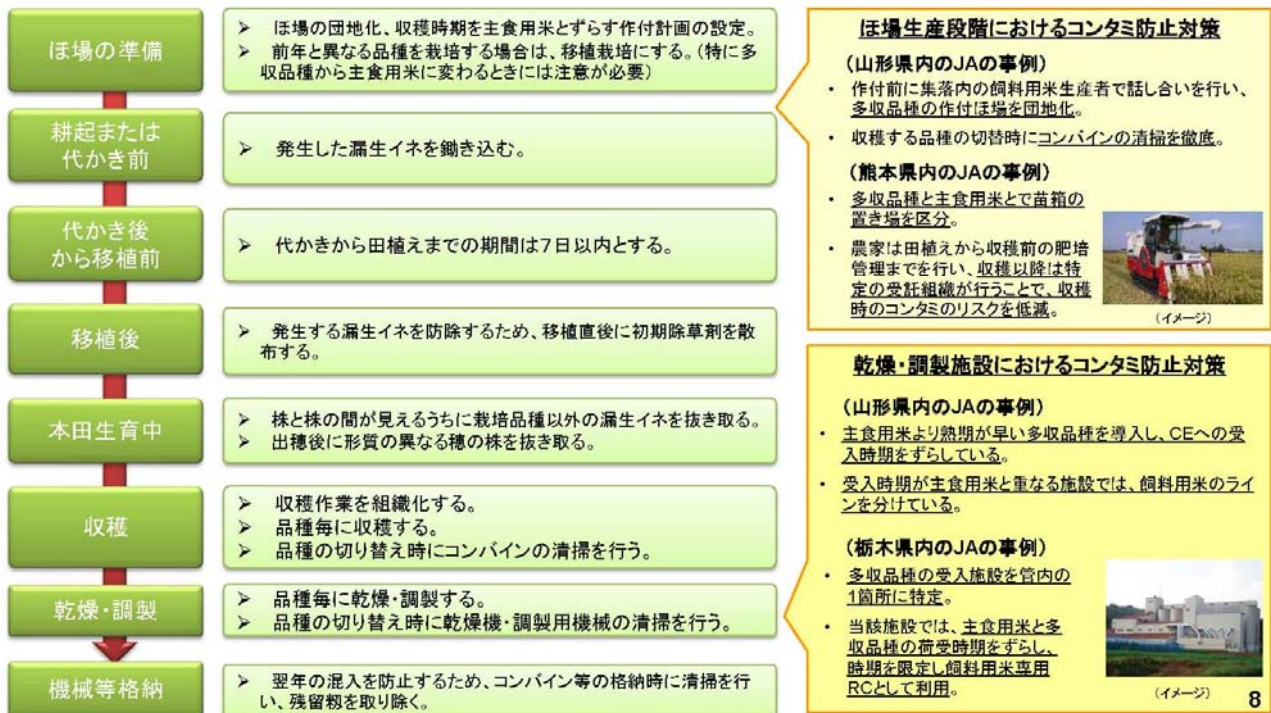 ほ場の準備
➢ ほ場の団地化、収穫時期を主食用米とずらす作付計画の設定。
➢ 前年と異なる品種を栽培する場合は、移植栽培にする。(特に多
収品種から主食用米に変わるときには注意が必要)
耕起または
代かき前
➢ 発生した漏生イネを鋤き込む。
代かき後
から移植前
➢ 代かきから田植えまでの期間は7日以内とする。
移植後
➢ 発生する漏生イネを防除するため、移植直後に初期除草剤を散
布する。
本田生育中
➢ 株と株の間が見えるうちに栽培品種以外の漏生イネを抜き取る。
➢ 出穂後に形質の異なる穂の株を抜き取る。
収穫
➢ 収穫作業を組織化する。
➢ 品種毎に収穫する。
➢ 品種の切り替え時にコンバインの清掃を行う。
乾燥・調製
➢ 品種毎に乾燥・調製する。
➢ 品種の切り替え時に乾燥機・調製用機械の清掃を行う。
機械等格納
➢ 翌年の混入を防止するため、コンバイン等の格納時に清掃を行
い、残留籾を取り除く。
ほ場生産段階におけるコンタミ防止対策
(山形県内のJAの事例)
・ 作付前に集落内の飼料用米生産者で話し合いを行い、
多収品種の作付ほ場を団地化。
・ 収穫する品種の切替時にコンバインの清掃を徹底。
(熊本県内のJAの事例)
・ 多収品種と主食用米とで苗箱の
置き場を区分。
・ 農家は田植えから収穫前の肥培
管理までを行い、収穫以降は特
定の受託組織が行うことで、収穫
時のコンタミのリスクを低減。
(イメージ)
乾燥・調製施設におけるコンタミ防止対策
(山形県内のJAの事例)
・ 主食用米より熟期が早い多収品種を導入し、CEへの受
入時期をずらしている。
・ 受入時期が主食用米と重なる施設では、飼料用米のライ
ンを分けている。
(栃木県内のJAの事例)
・ 多収品種の受入施設を管内の
1箇所に特定。
・ 当該施設では、主食用米と多
収品種の荷受時期をずらし、
時期を限定し飼料用米専用
RCとして利用。
(イメージ)
8